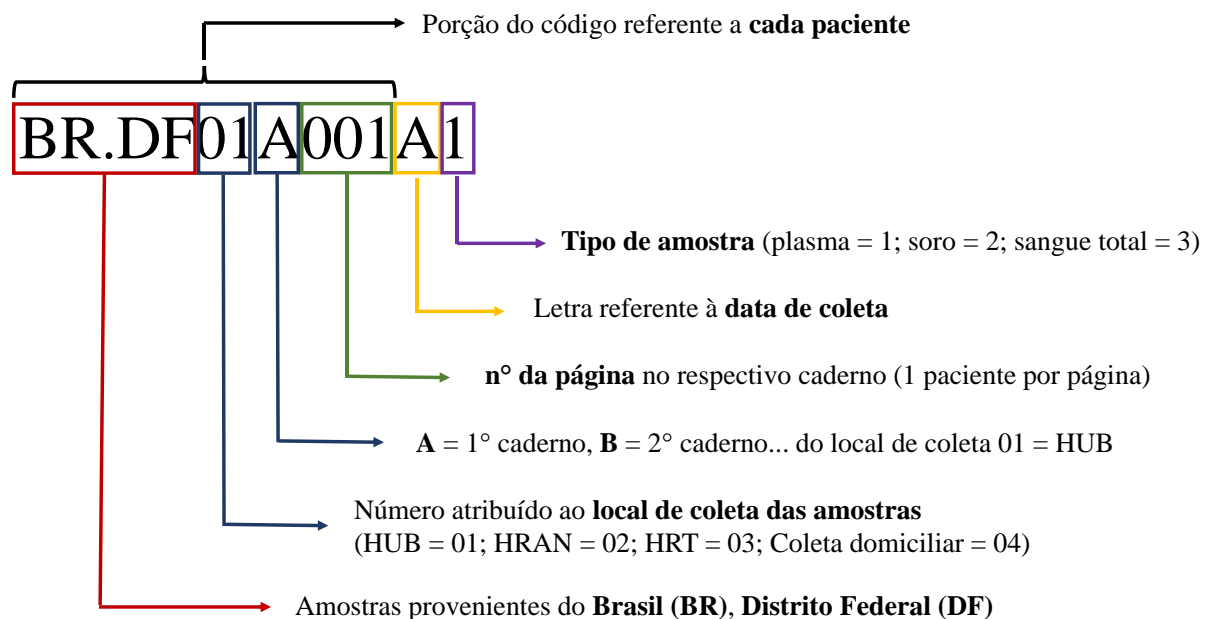 Porção do código referente a cada paciente
BR.DF01A001A1
Tipo de amostra (plasma = 1; soro = 2; sangue total = 3)
Letra referente à data de coleta
n° da página no respectivo caderno (1 paciente por página)
A = 1° caderno, B = 2° caderno... do local de coleta 01 = HUB
Número atribuído ao local de coleta das amostras
(HUB = 01; HRAN = 02; HRT = 03; Coleta domiciliar = 04)
Amostras provenientes do Brasil (BR), Distrito Federal (DF)